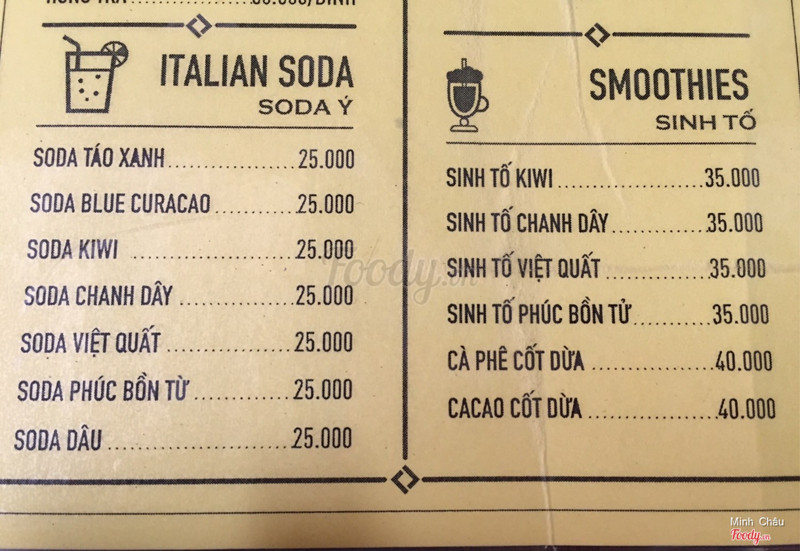 ITALIAN SODA
SODA Ý
SODA TÁO XANH 25.000
SODA BLUE CURACAO 25.000
SODA KIWI 25.000
SODA CHANH DÂY 25.000
SODA VIỆT QUẤT 25.000
SODA PHÚC BỒN TỪ 25.000
SODA DÂU 25.000
SMOOTHIES
SINH TỐ
SINH TỐ KIWI 35.000
SINH TỐ CHANH DÂY 35.000
SINH TỐ VIỆT QUẤT 35.000
SINH TỐ PHÚC BỒN TỬ 35.000
CÀ PHÊ CỐT DỪA 40.000
CACAO CỐT DỪA 40.000
foody.vn
Minh Châu
Foody.vn